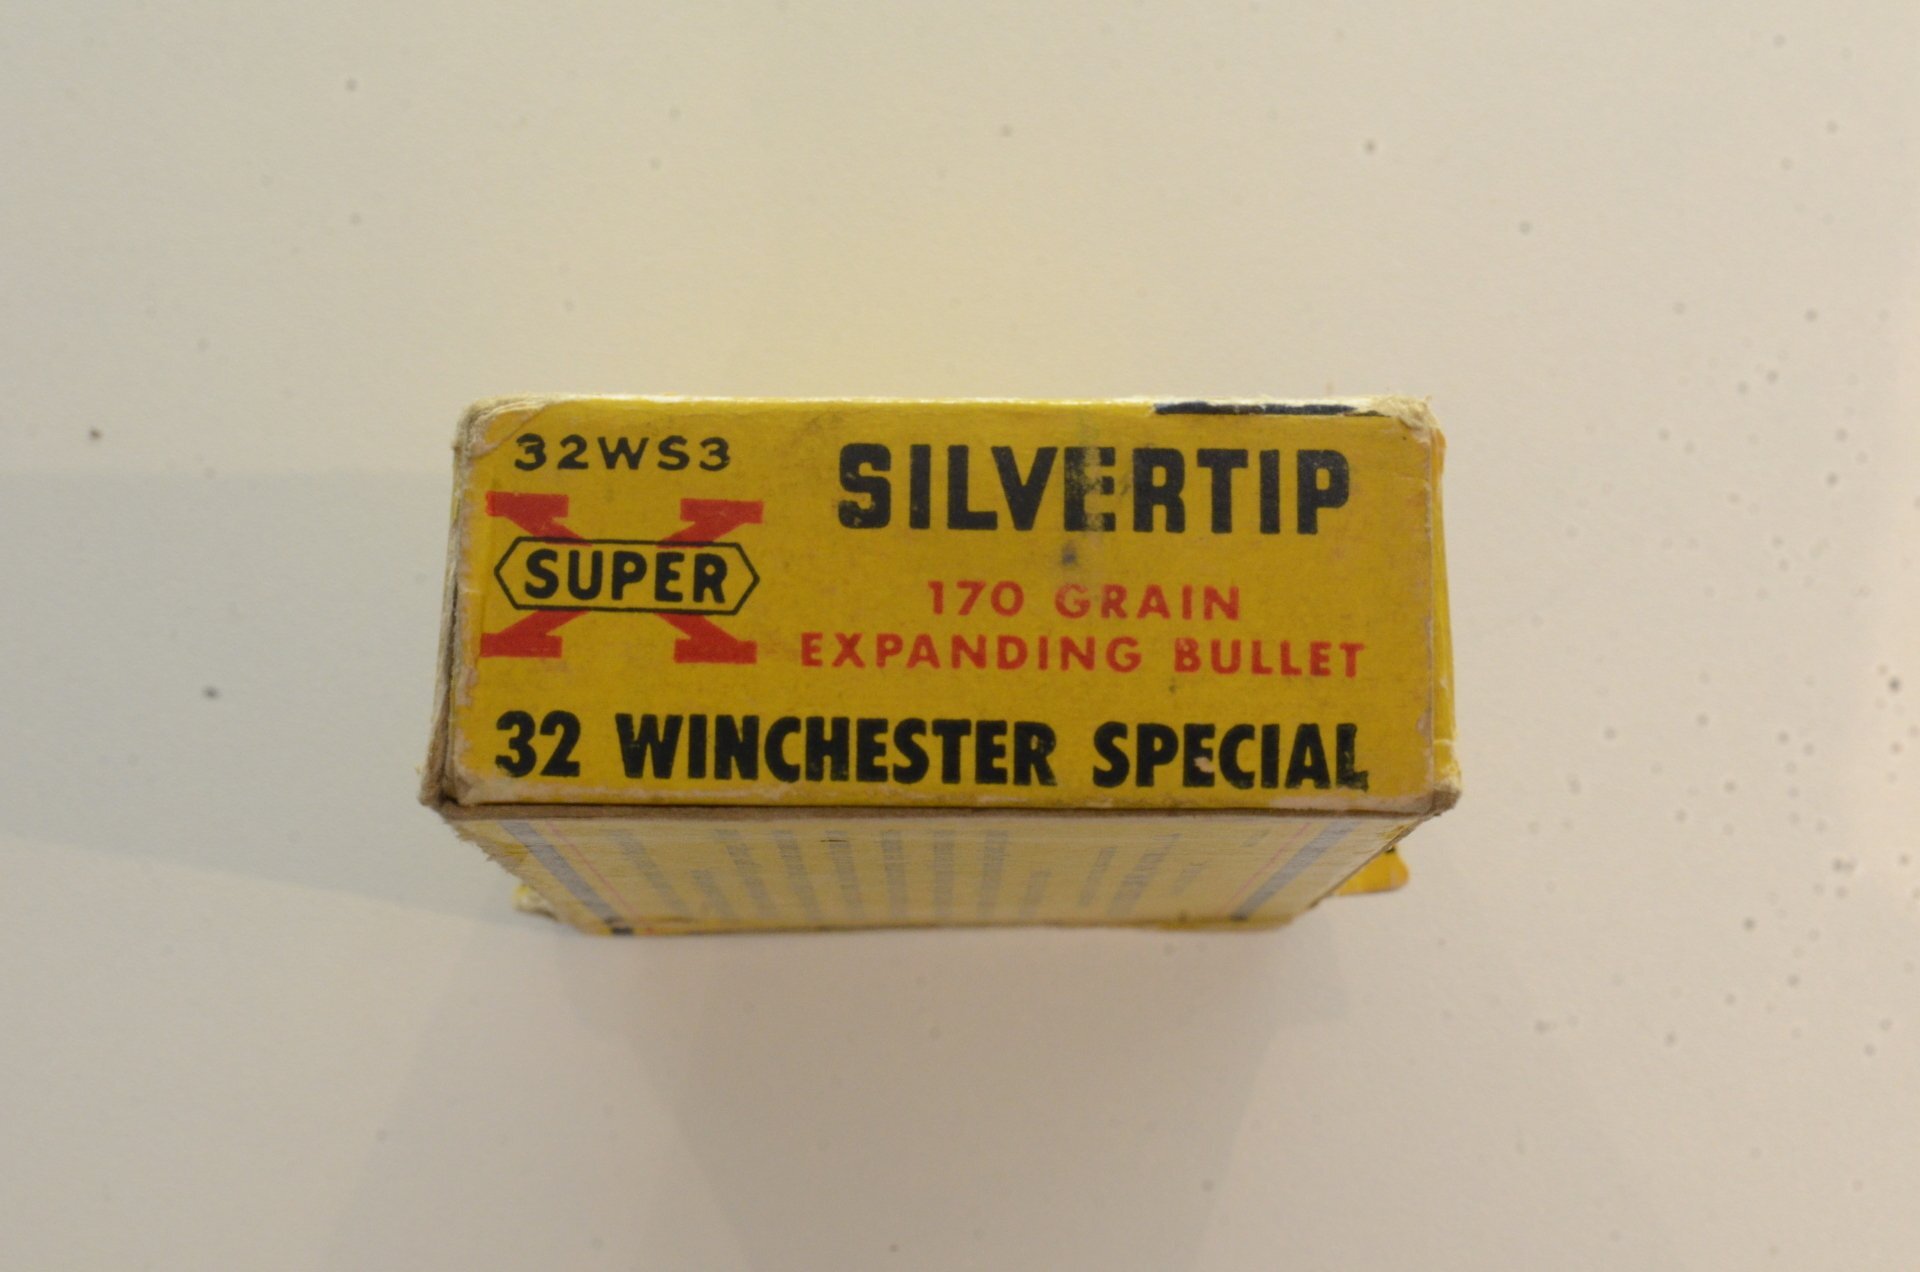 32WS3
SUPER X
SILVERTIP
170 GRAIN
EXPANDING BULLET
32 WINCHESTER SPECIAL